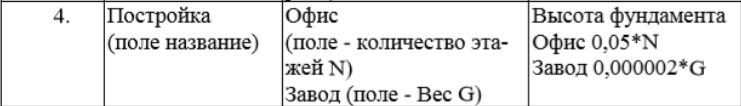 4.
Постройка
(поле название)
Офис
(поле - количество эта-
жей N)
Завод (поле - Вес G)
Высота фундамента
Офис 0,05*N
Завод 0,000002*G